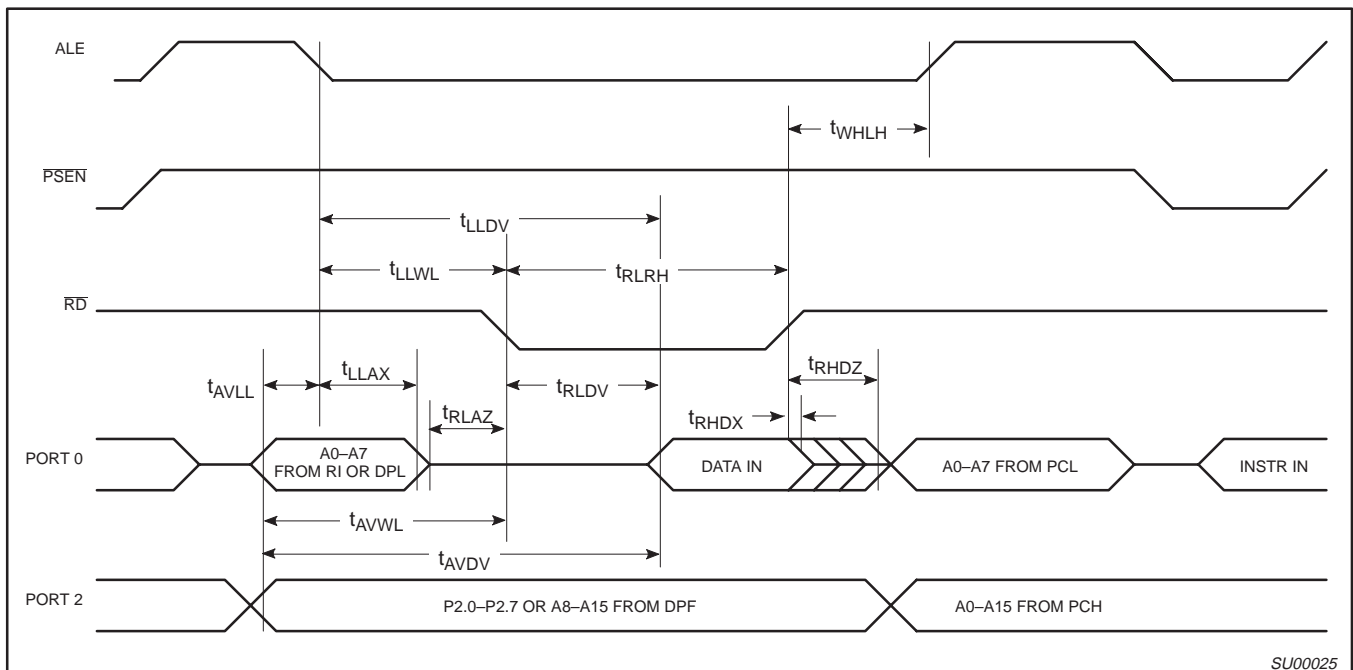 ALE
tWHLH
PSEN
tLLDV
tLLWL
tRLRH
RD
tAVLL
tLLAX
tRLDV
tRHDZ
tRLAZ
tRHDX
PORT 0
A0–A7
FROM RI OR DPL
DATA IN
A0–A7 FROM PCL
INSTR IN
tAVWL
tAVDV
PORT 2
P2.0–P2.7 OR A8–A15 FROM DPF
A0–A15 FROM PCH
SU00025